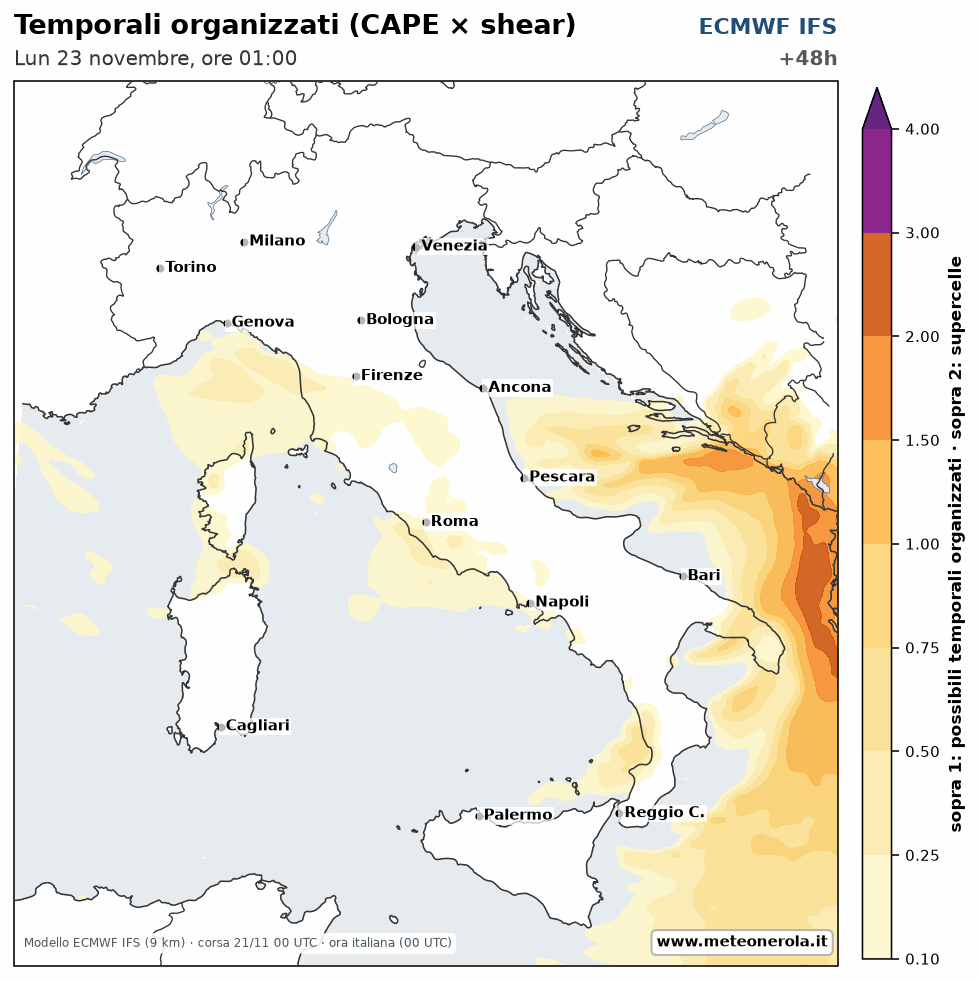 Temporali organizzati (CAPE × shear)
ECMWF IFS
Lun 23 novembre, ore 01:00
+48h
Milano
Venezia
Torino
Genova
Bologna
Firenze
Ancona
Pescara
Roma
Bari
Napoli
Cagliari
Palermo
Reggio C.
Modello ECMWF IFS (9 km) · corsa 21/11 00 UTC · ora italiana (00 UTC)
www.meteonerola.it
4.00
3.00
2.00
1.50
1.00
0.75
0.50
0.25
0.10
sopra 1: possibili temporali organizzati · sopra 2: supercelle